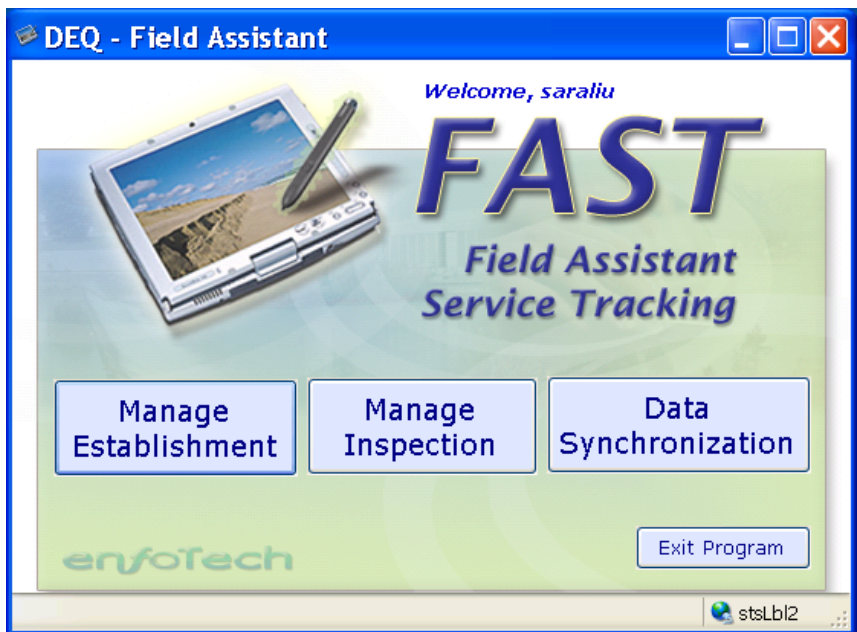 DEQ - Field Assistant
Welcome, saraliu
FAST
Field Assistant
Service Tracking
Manage
Establishment
Manage
Inspection
Data
Synchronization
enfoTech
Exit Program
stsLbl2